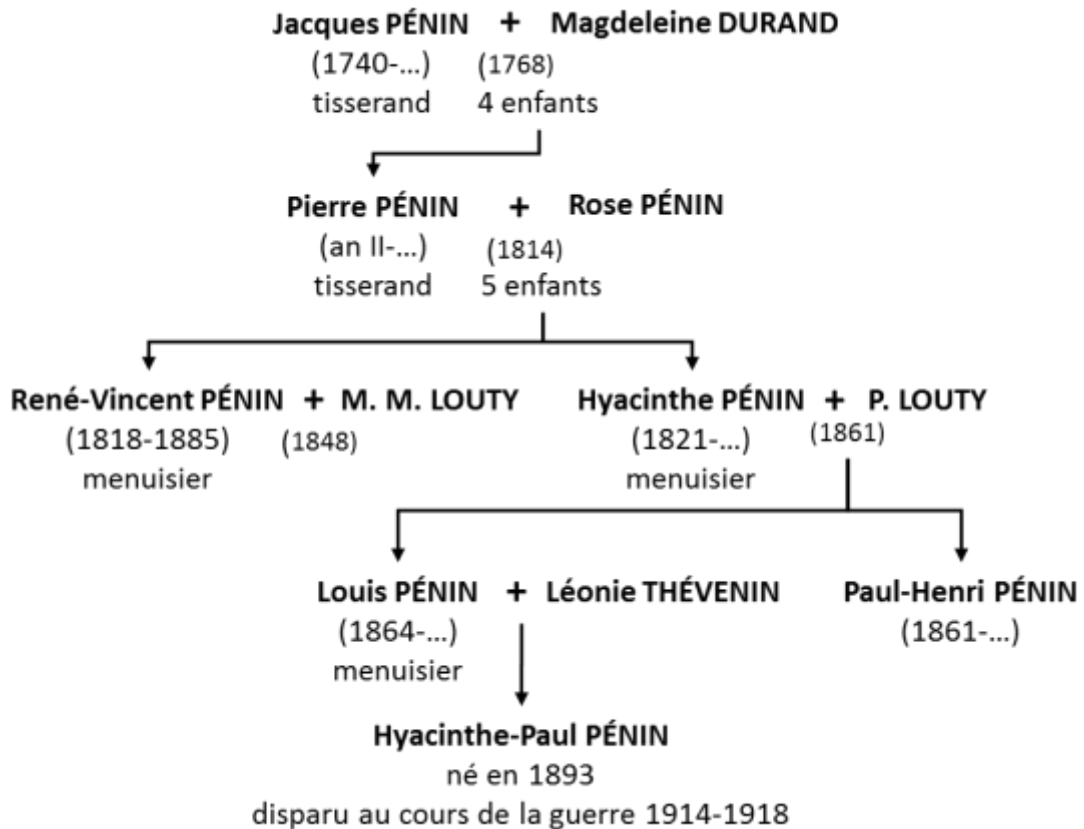 Jacques PÉNIN + Magdeleine DURAND
(1740-...) (1768)
tisserand 4 enfants
Pierre PÉNIN + Rose PÉNIN
(an II-...) (1814)
tisserand 5 enfants
René-Vincent PÉNIN + M. M. LOUTY Hyacinthe PÉNIN + P. LOUTY
(1818-1885) (1848) (1821-...) (1861)
menuisier menuisier
Louis PÉNIN + Léonie THÉVENIN Paul-Henri PÉNIN
(1864-...) (1861-...)
menuisier
Hyacinthe-Paul PÉNIN
né en 1893
disparu au cours de la guerre 1914-1918